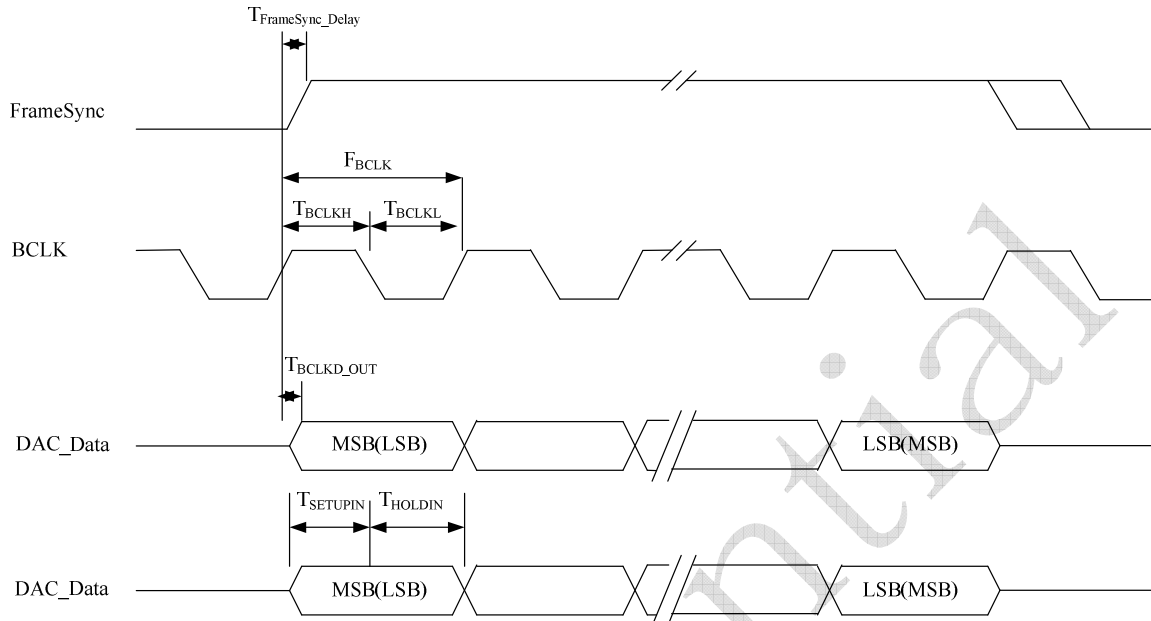 TFrameSync_Delay
FrameSync
FBCLK
TBCLKH TBCLKL
BCLK
TBCLKD_OUT
DAC_Data MSB(LSB) LSB(MSB)
TSETUPIN THOLDIN
DAC_Data MSB(LSB) LSB(MSB)
ntial